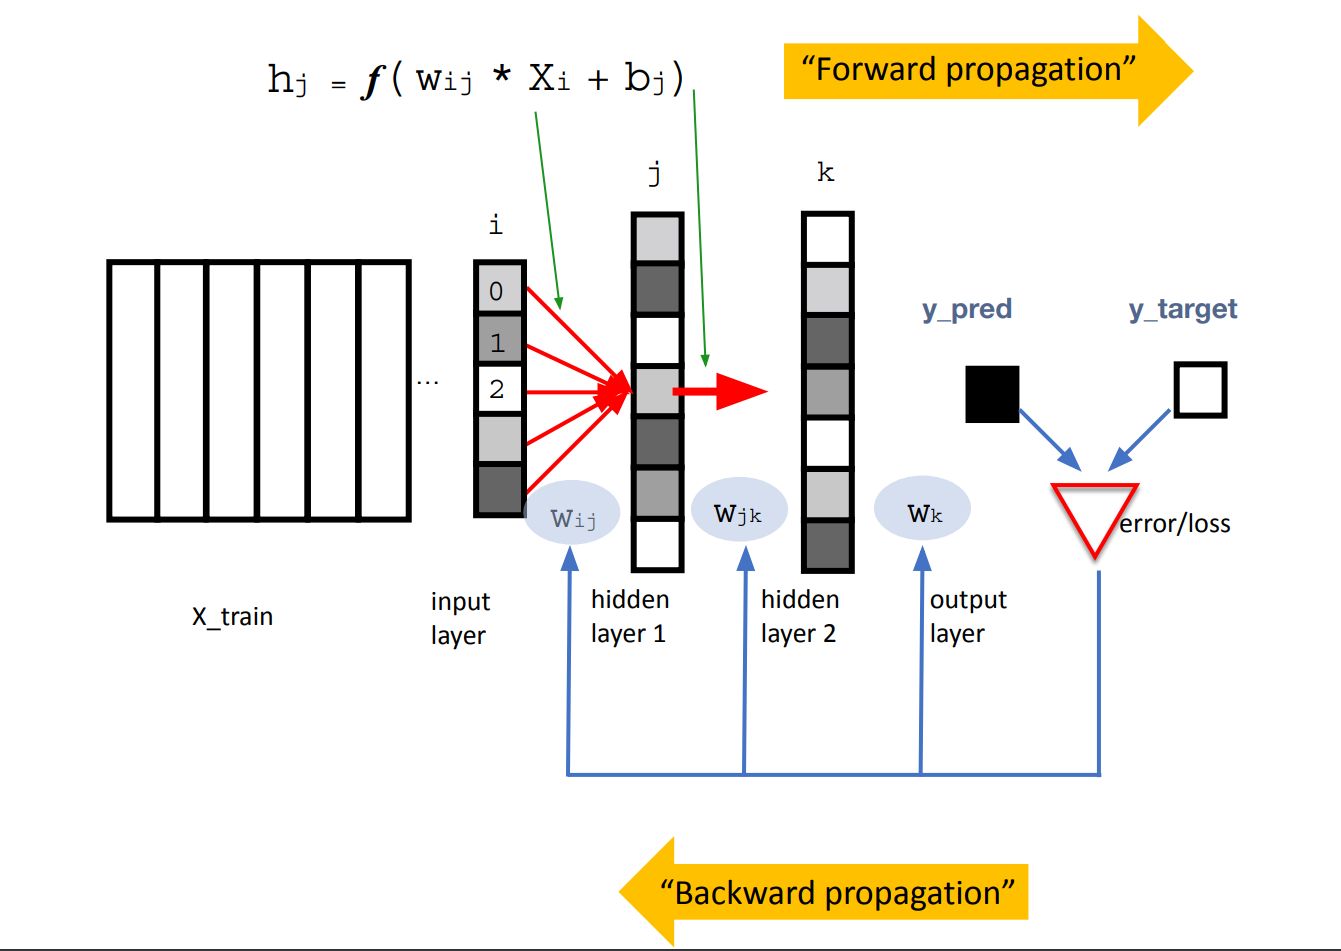 hj = f( wij * Xi + bj)
“Forward propagation”
j
k
i
0
1
2
...
y_pred
y_target
wij
wjk
wk
error/loss
X_train
input
layer
hidden
layer 1
hidden
layer 2
output
layer
“Backward propagation”